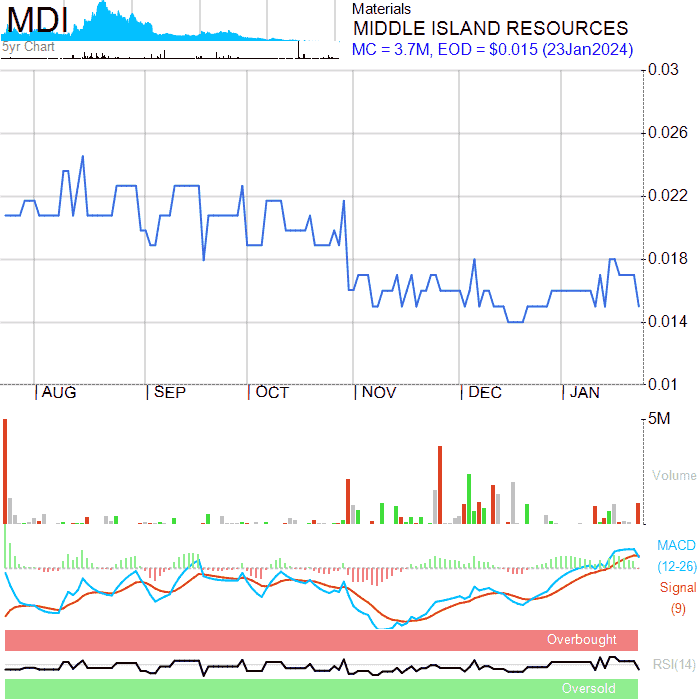 MDI
5yr Chart
Materials
MIDDLE ISLAND RESOURCES
MC = 3.7M, EOD = $0.015 (23Jan2024)
0.03
0.026
0.022
0.018
0.014
0.01
AUG SEP OCT NOV DEC JAN
5M
Volume
MACD
(12-26)
Signal
(9)
Overbought
RSI(14)
Oversold